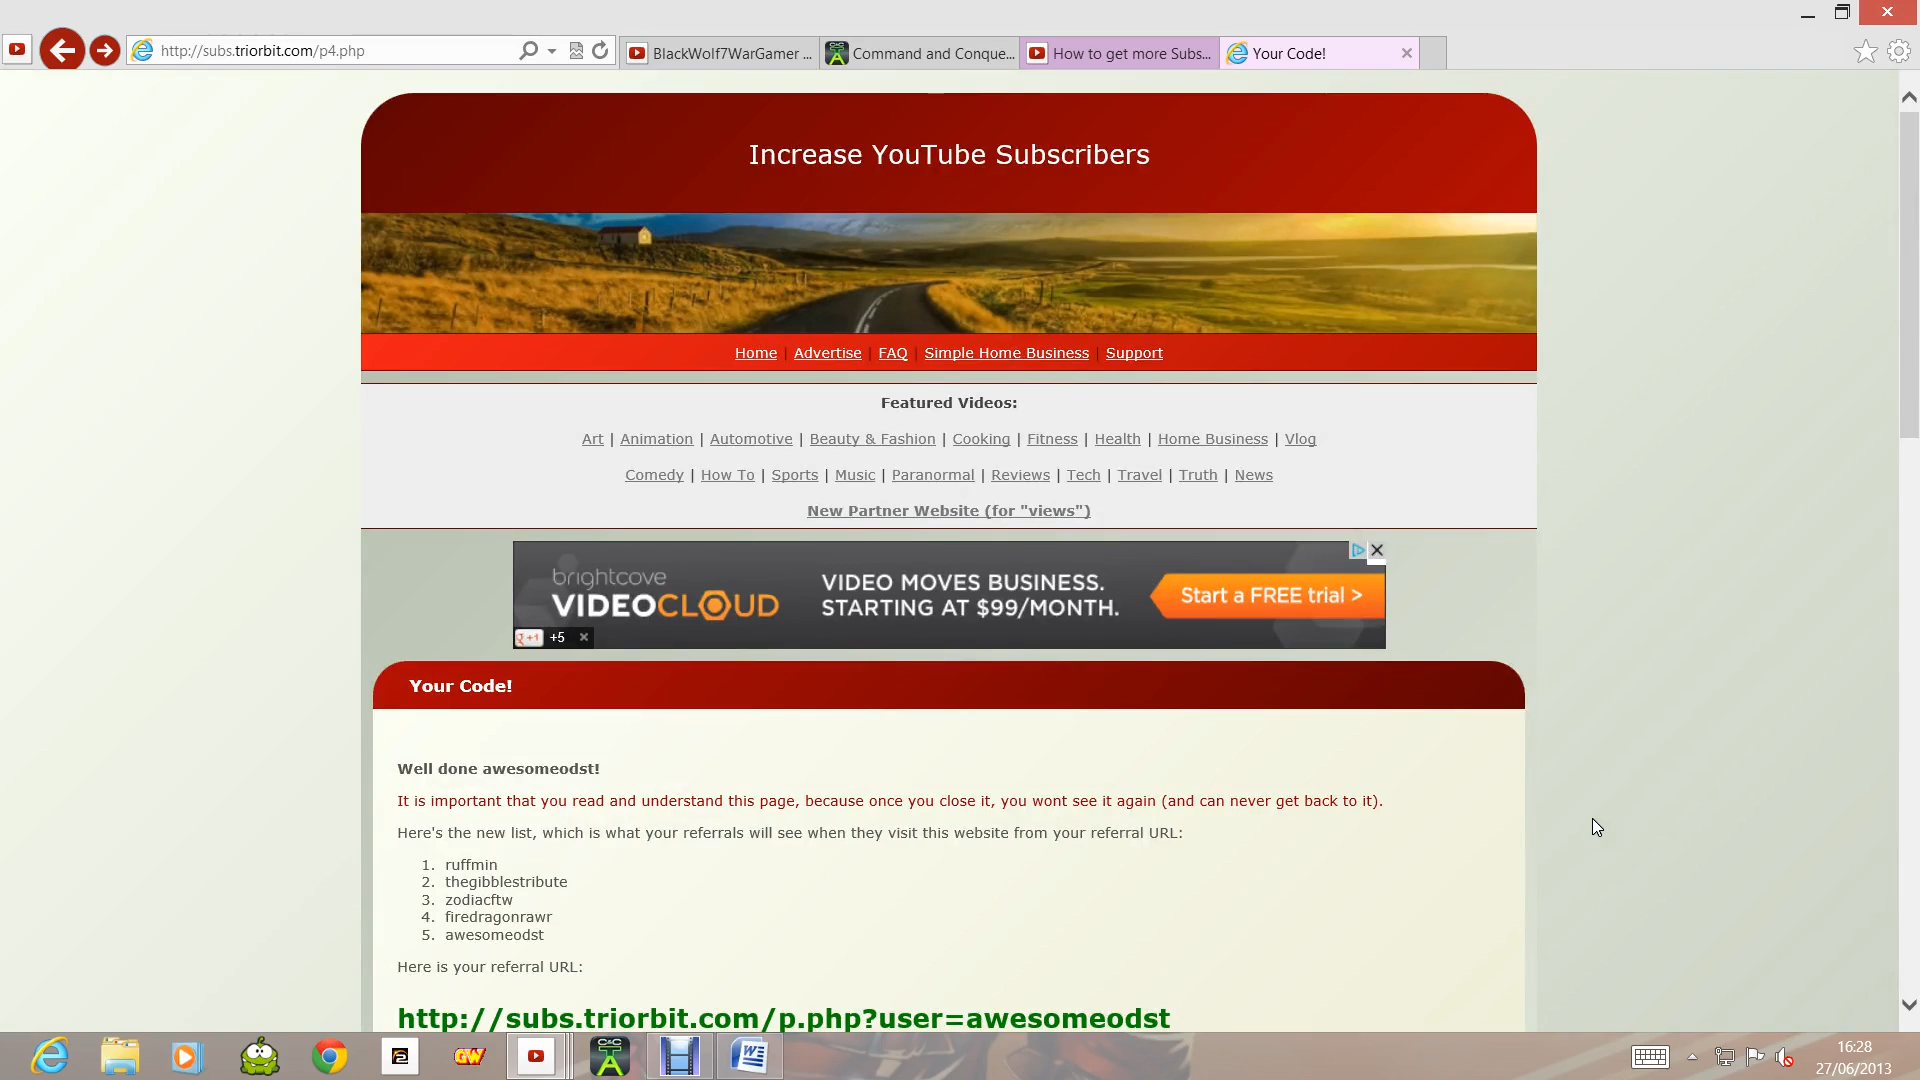 http://subs.triorbit.com/p4.php
BlackWolf7WarGamer ...
Command and Conque...
How to get more Subs...
Your Code!
Increase YouTube Subscribers
Home | Advertise | FAQ | Simple Home Business | Support
Featured Videos:
Art | Animation | Automotive | Beauty & Fashion | Cooking | Fitness | Health | Home Business | Vlog
Comedy | How To | Sports | Music | Paranormal | Reviews | Tech | Travel | Truth | News
New Partner Website (for "views")
brightcove
VIDEOCLOUD
VIDEO MOVES BUSINESS.
STARTING AT $99/MONTH.
Start a FREE trial >
+1 +5
Your Code!
Well done awesomeodst!
It is important that you read and understand this page, because once you close it, you wont see it again (and can never get back to it).
Here's the new list, which is what your referrals will see when they visit this website from your referral URL:
1. ruffmin
2. thegibblestribute
3. zodiacftw
4. firedragonrawr
5. awesomeodst
Here is your referral URL:
http://subs.triorbit.com/p.php?user=awesomeodst
GW
C&C
TA
W
16:28
27/06/2013